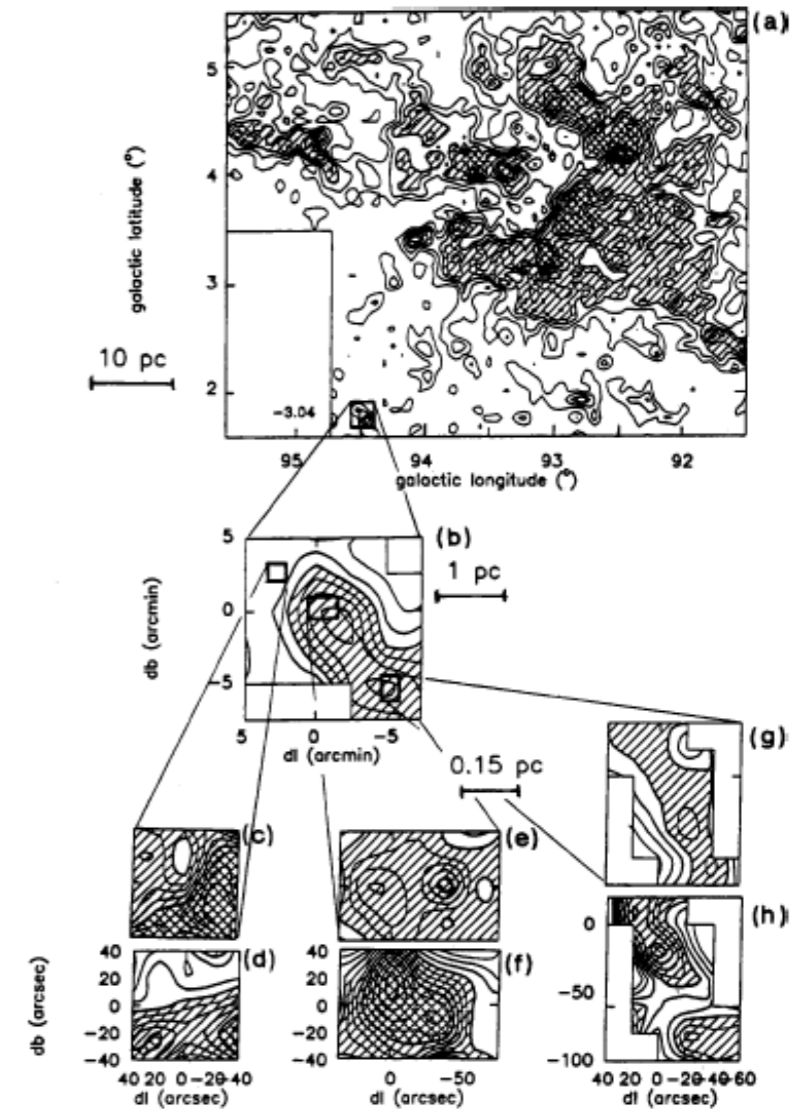 (a)
5
4
3
2
galactic latitude (°)
10 pc
-3.04
95 94 93 92
galactic longitude (°)
(b)
5
0
-5
db (arcmin)
1 pc
5 0 -5
dl (arcmin)
0.15 pc
(g)
(c)
(e)
(d)
40
20
0
-20
-40
db (arcsec)
(f)
40
20
0
-20
-40
(h)
0
-50
-100
40 20 0 -20 -40
dl (arcsec)
0 -50
dl (arcsec)
40 20 0 -20 -40 -60
dl (arcsec)